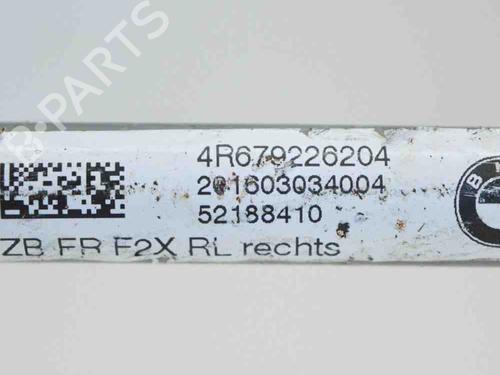 4R679226204
201603034004
52188410
ZB FR F2X RL rechts
B-PARTS